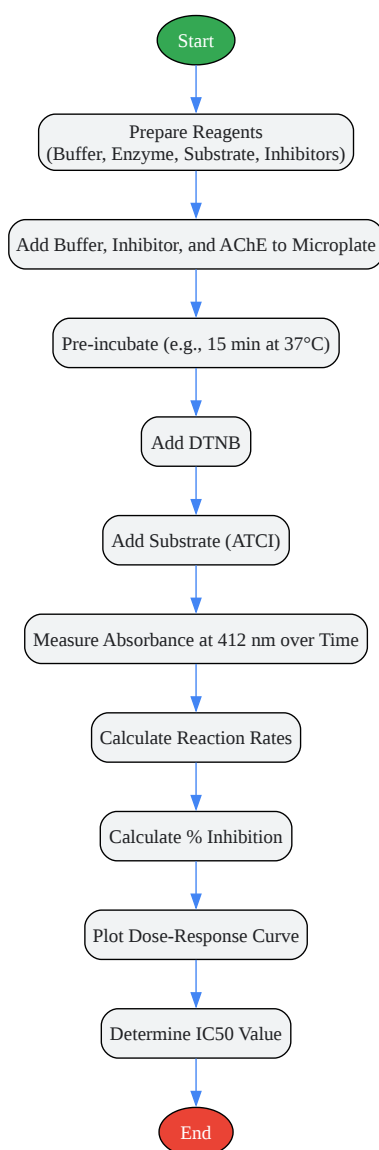 Start
Prepare Reagents
(Buffer, Enzyme, Substrate, Inhibitors)
Add Buffer, Inhibitor, and AChE to Microplate
Pre-incubate (e.g., 15 min at 37°C)
Add DTNB
Add Substrate (ATCI)
Measure Absorbance at 412 nm over Time
Calculate Reaction Rates
Calculate % Inhibition
Plot Dose-Response Curve
Determine IC50 Value
End